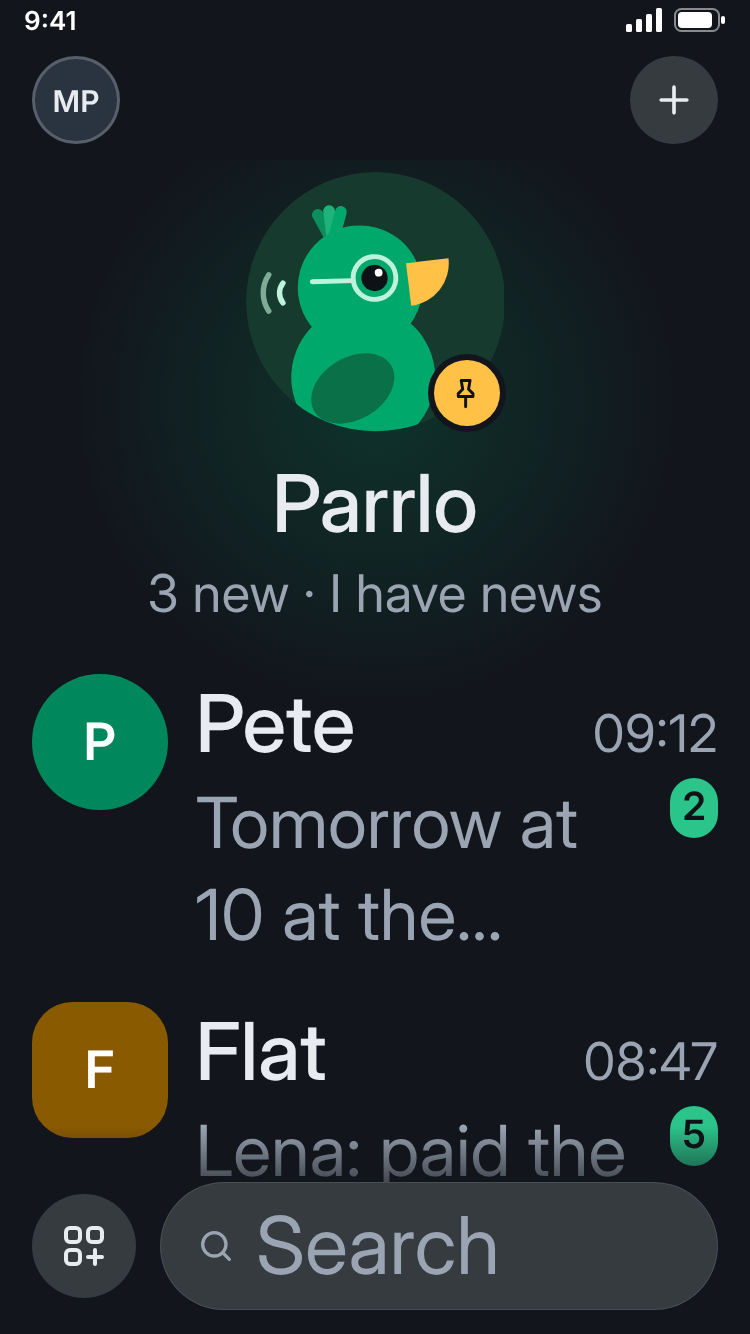 9:41
MP
Parrlo
3 new · I have news
P
Pete
09:12
Tomorrow at
2
10 at the...
F
Flat
08:47
Lena: paid the
5
Search